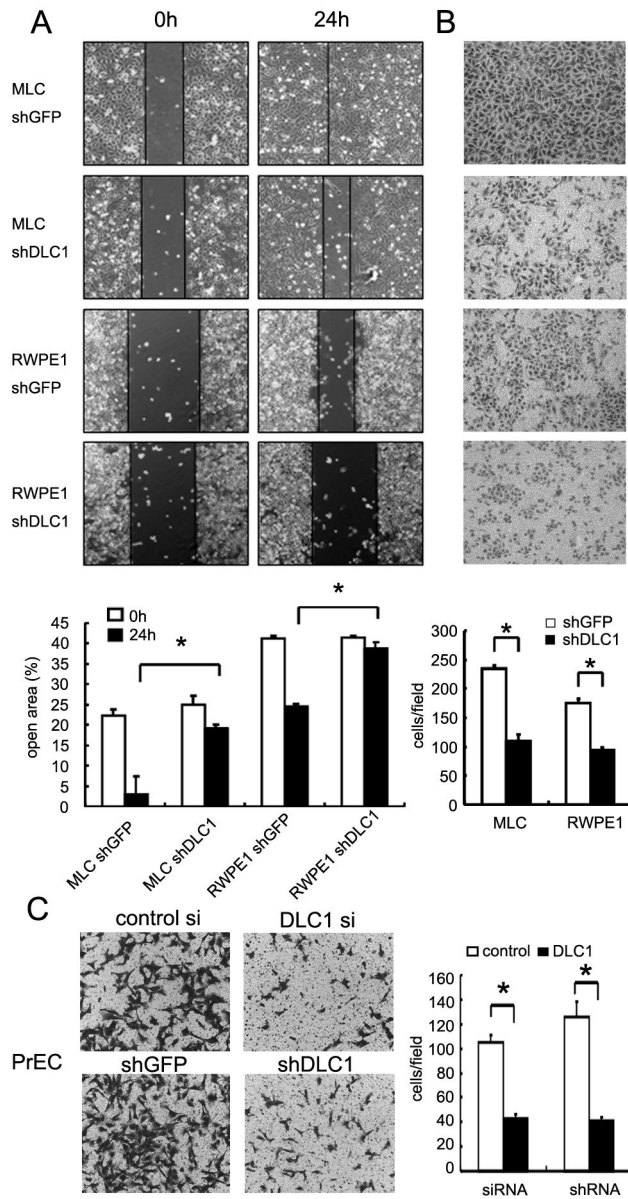 A
0h
24h
B
MLC
shGFP
MLC
shDLC1
RWPE1
shGFP
RWPE1
shDLC1
0h
24h
*
*
open area (%)
45
40
35
30
25
20
15
10
5
0
MLC shGFP
MLC shDLC1
RWPE1 shGFP
RWPE1 shDLC1
shGFP
shDLC1
*
*
cells/field
250
200
150
100
50
0
MLC
RWPE1
C
control si
DLC1 si
PrEC
shGFP
shDLC1
control
DLC1
*
*
cells/field
160
140
120
100
80
60
40
20
0
siRNA
shRNA